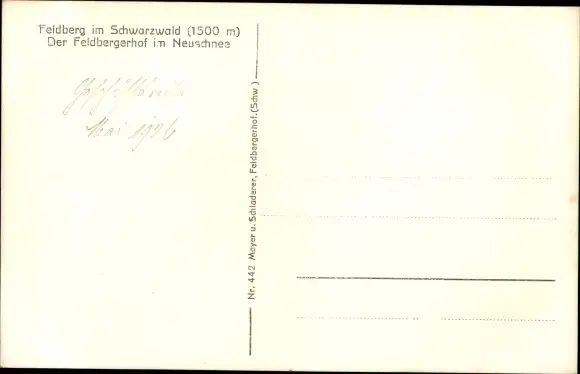 Feldberg im Schwarzwald (1500 m)
Der Feldbergerhof im Neuschnee
Mai 1926
Nr. 442 Mayer u. Schladerer, Feldbergerhof.(Schw )